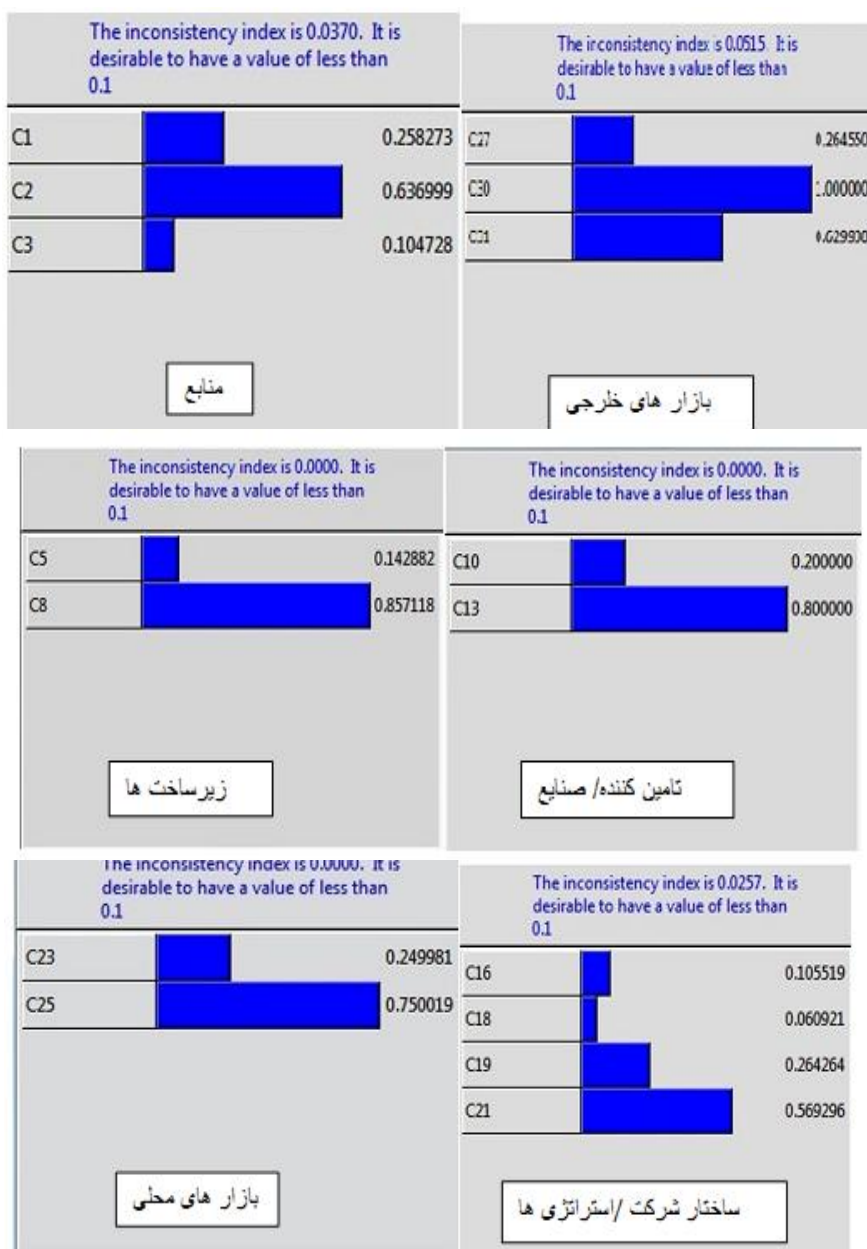 The inconsistency index is 0.0370. It is
desirable to have a value of less than
0.1
C1 0.258273
C2 0.636999
C3 0.104728
منابع
The inconsistency index is 0.0515. It is
desirable to have a value of less than
0.1
C27 0.264550
C30 1.000000
C31
بازار های خلرجی
The inconsistency index is 0.0000. It is
desirable to have a value of less than
0.1
C5 0.142882
C8 0.857118
زیرساخت ها
The inconsistency index is 0.0000. It is
desirable to have a value of less than
0.1
C10 0.200000
C13 0.800000
تامین کننده/ صنایع
The inconsistency index is 0.0000. It is
desirable to have a value of less than
0.1
C23 0.249981
C25 0.750019
بازار های محلی
The inconsistency index is 0.0257. It is
desirable to have a value of less than
0.1
C16 0.105519
C18 0.060921
C19 0.264264
C21 0.569296
ساختار شرکت /استراتژی ها